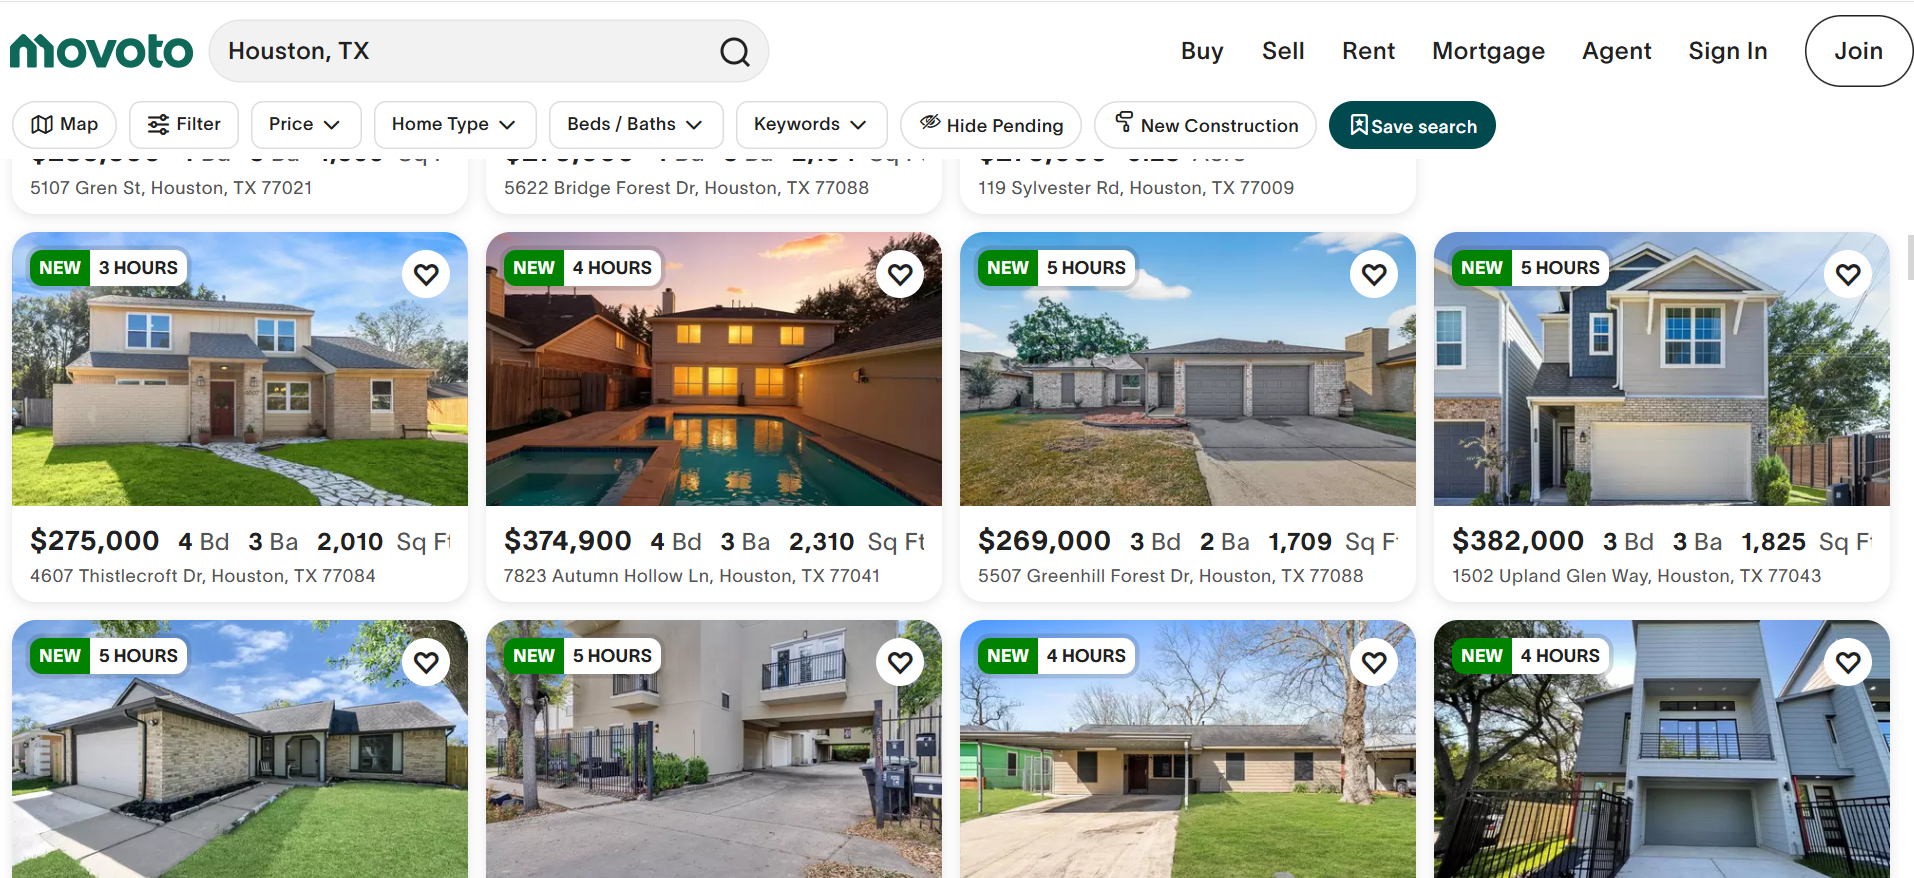 movoto
Houston, TX
Buy Sell Rent Mortgage Agent Sign In Join
Map Filter Price Home Type Beds / Baths Keywords Hide Pending New Construction Save search
5107 Gren St, Houston, TX 77021
5622 Bridge Forest Dr, Houston, TX 77088
119 Sylvester Rd, Houston, TX 77009
NEW 3 HOURS
NEW 4 HOURS
NEW 5 HOURS
NEW 5 HOURS
$275,000 4 Bd 3 Ba 2,010 Sq Ft
4607 Thistlecroft Dr, Houston, TX 77084
$374,900 4 Bd 3 Ba 2,310 Sq Ft
7823 Autumn Hollow Ln, Houston, TX 77041
$269,000 3 Bd 2 Ba 1,709 Sq F
5507 Greenhill Forest Dr, Houston, TX 77088
$382,000 3 Bd 3 Ba 1,825 Sq Ft
1502 Upland Glen Way, Houston, TX 77043
NEW 5 HOURS
NEW 5 HOURS
NEW 4 HOURS
NEW 4 HOURS